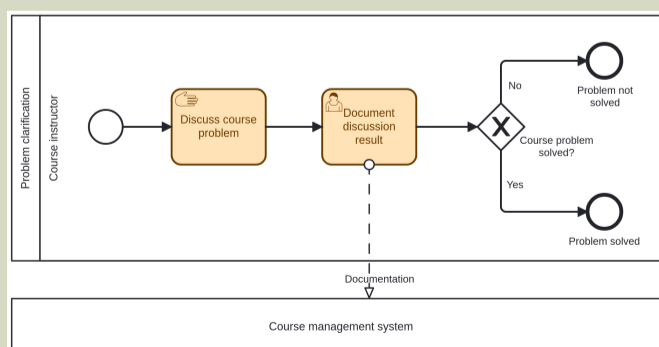 Problem clarification
Course instructor
Discuss course
problem
Document
discussion
result
No
Problem not
solved
Course problem
solved?
Yes
Problem solved
Documentation
Course management system